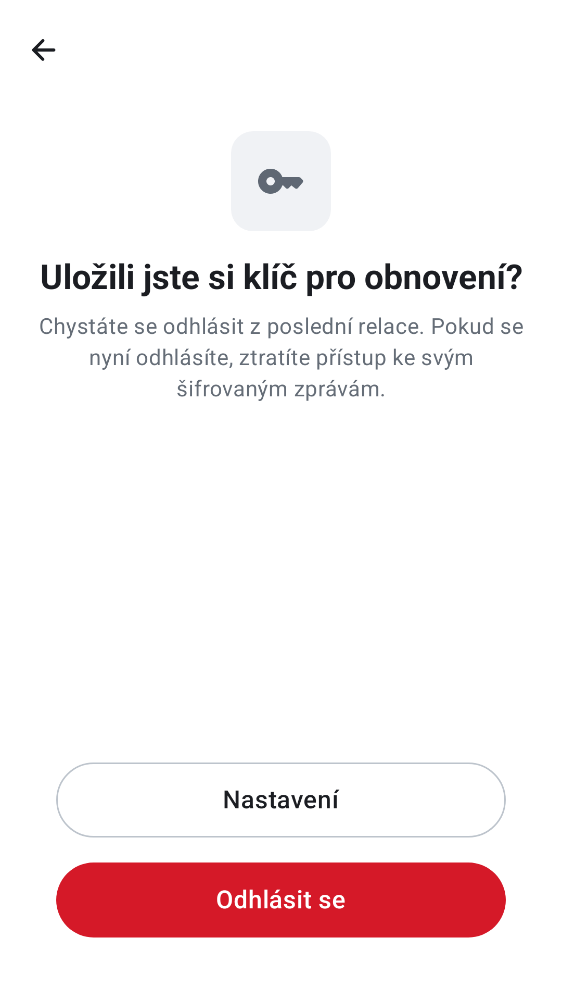 Uložili jste si klíč pro obnovení?
Chystáte se odhlásit z poslední relace. Pokud se
nyní odhlásíte, ztratíte přístup ke svým
šifrovaným zprávám.
Nastavení
Odhlásit se